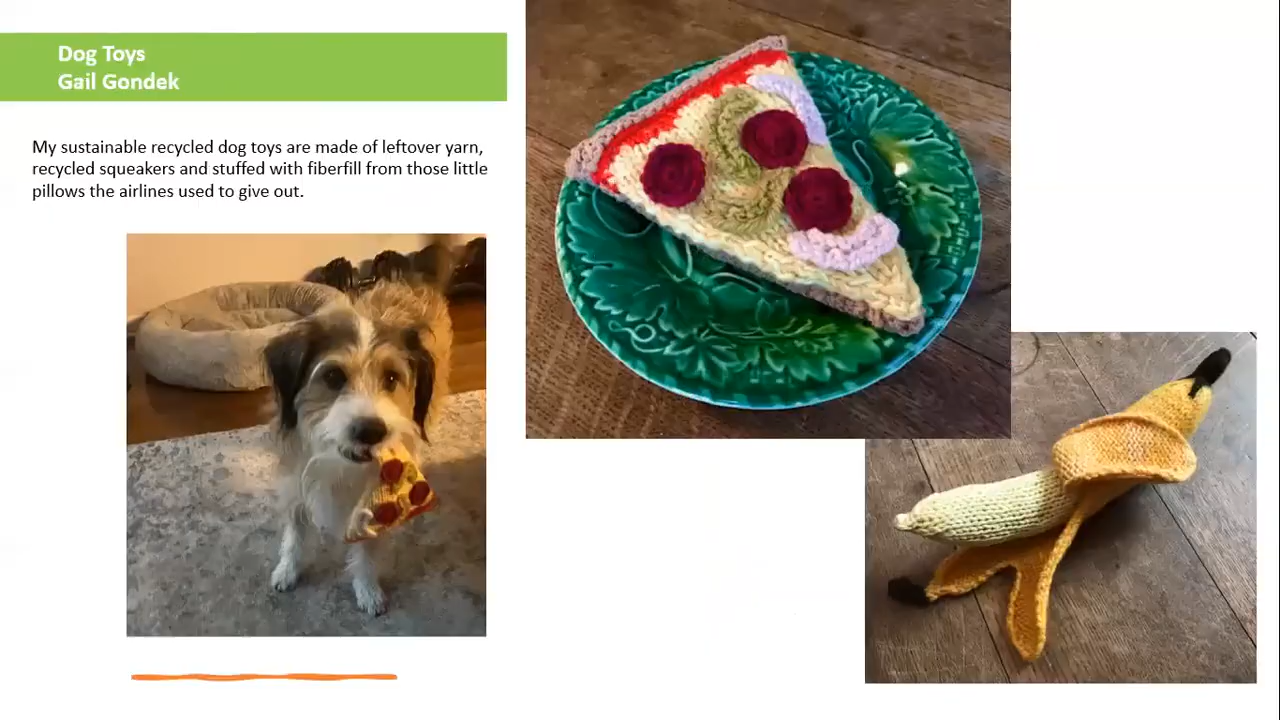 Dog Toys
Gail Gondek
My sustainable recycled dog toys are made of leftover yarn,
recycled squeakers and stuffed with fiberfill from those little
pillows the airlines used to give out.